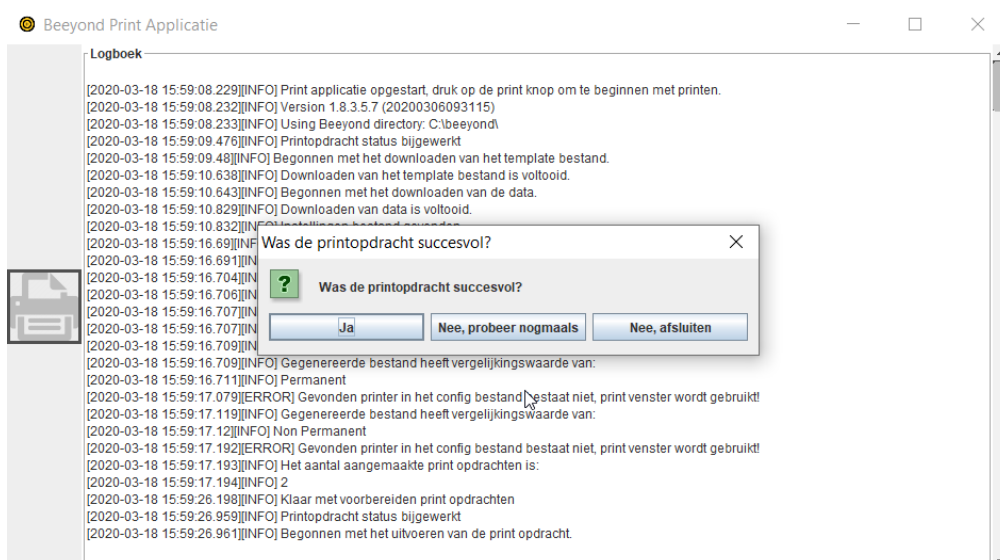 Beeyond Print Applicatie
Logboek
[2020-03-18 15:59:08.229][INFO] Print applicatie opgestart, druk op de print knop om te beginnen met printen.
[2020-03-18 15:59:08.232][INFO] Version 1.8.3.5.7 (20200306093115)
[2020-03-18 15:59:08.233][INFO] Using Beeyond directory: C:\beeyond\
[2020-03-18 15:59:09.476][INFO] Printopdracht status bijgewerkt
[2020-03-18 15:59:09.48][INFO] Begonnen met het downloaden van het template bestand.
[2020-03-18 15:59:10.638][INFO] Downloaden van het template bestand is voltooid.
[2020-03-18 15:59:10.643][INFO] Begonnen met het downloaden van de data.
[2020-03-18 15:59:10.829][INFO] Downloaden van data is voltooid.
[2020-03-18 15:59:10.832][INFO]
[2020-03-18 15:59:16.69][INF
[2020-03-18 15:59:16.691][IN
[2020-03-18 15:59:16.704][IN
[2020-03-18 15:59:16.706][IN
[2020-03-18 15:59:16.707][IN
[2020-03-18 15:59:16.707][IN
[2020-03-18 15:59:16.709][IN
Was de printopdracht succesvol?
Was de printopdracht succesvol?
Ja Nee, probeer nogmaals Nee, afsluiten
[2020-03-18 15:59:16.709][INFO] Gegenereerde bestand heeft vergelijkingswaarde van:
[2020-03-18 15:59:16.711][INFO] Permanent
[2020-03-18 15:59:17.079][ERROR] Gevonden printer in het config bestand bestaat niet, print venster wordt gebruikt!
[2020-03-18 15:59:17.119][INFO] Gegenereerde bestand heeft vergelijkingswaarde van:
[2020-03-18 15:59:17.12][INFO] Non Permanent
[2020-03-18 15:59:17.192][ERROR] Gevonden printer in het config bestand bestaat niet, print venster wordt gebruikt!
[2020-03-18 15:59:17.193][INFO] Het aantal aangemaakte print opdrachten is:
[2020-03-18 15:59:17.194][INFO] 2
[2020-03-18 15:59:26.198][INFO] Klaar met voorbereiden print opdrachten
[2020-03-18 15:59:26.959][INFO] Printopdracht status bijgewerkt
[2020-03-18 15:59:26.961][INFO] Begonnen met het uitvoeren van de print opdracht.